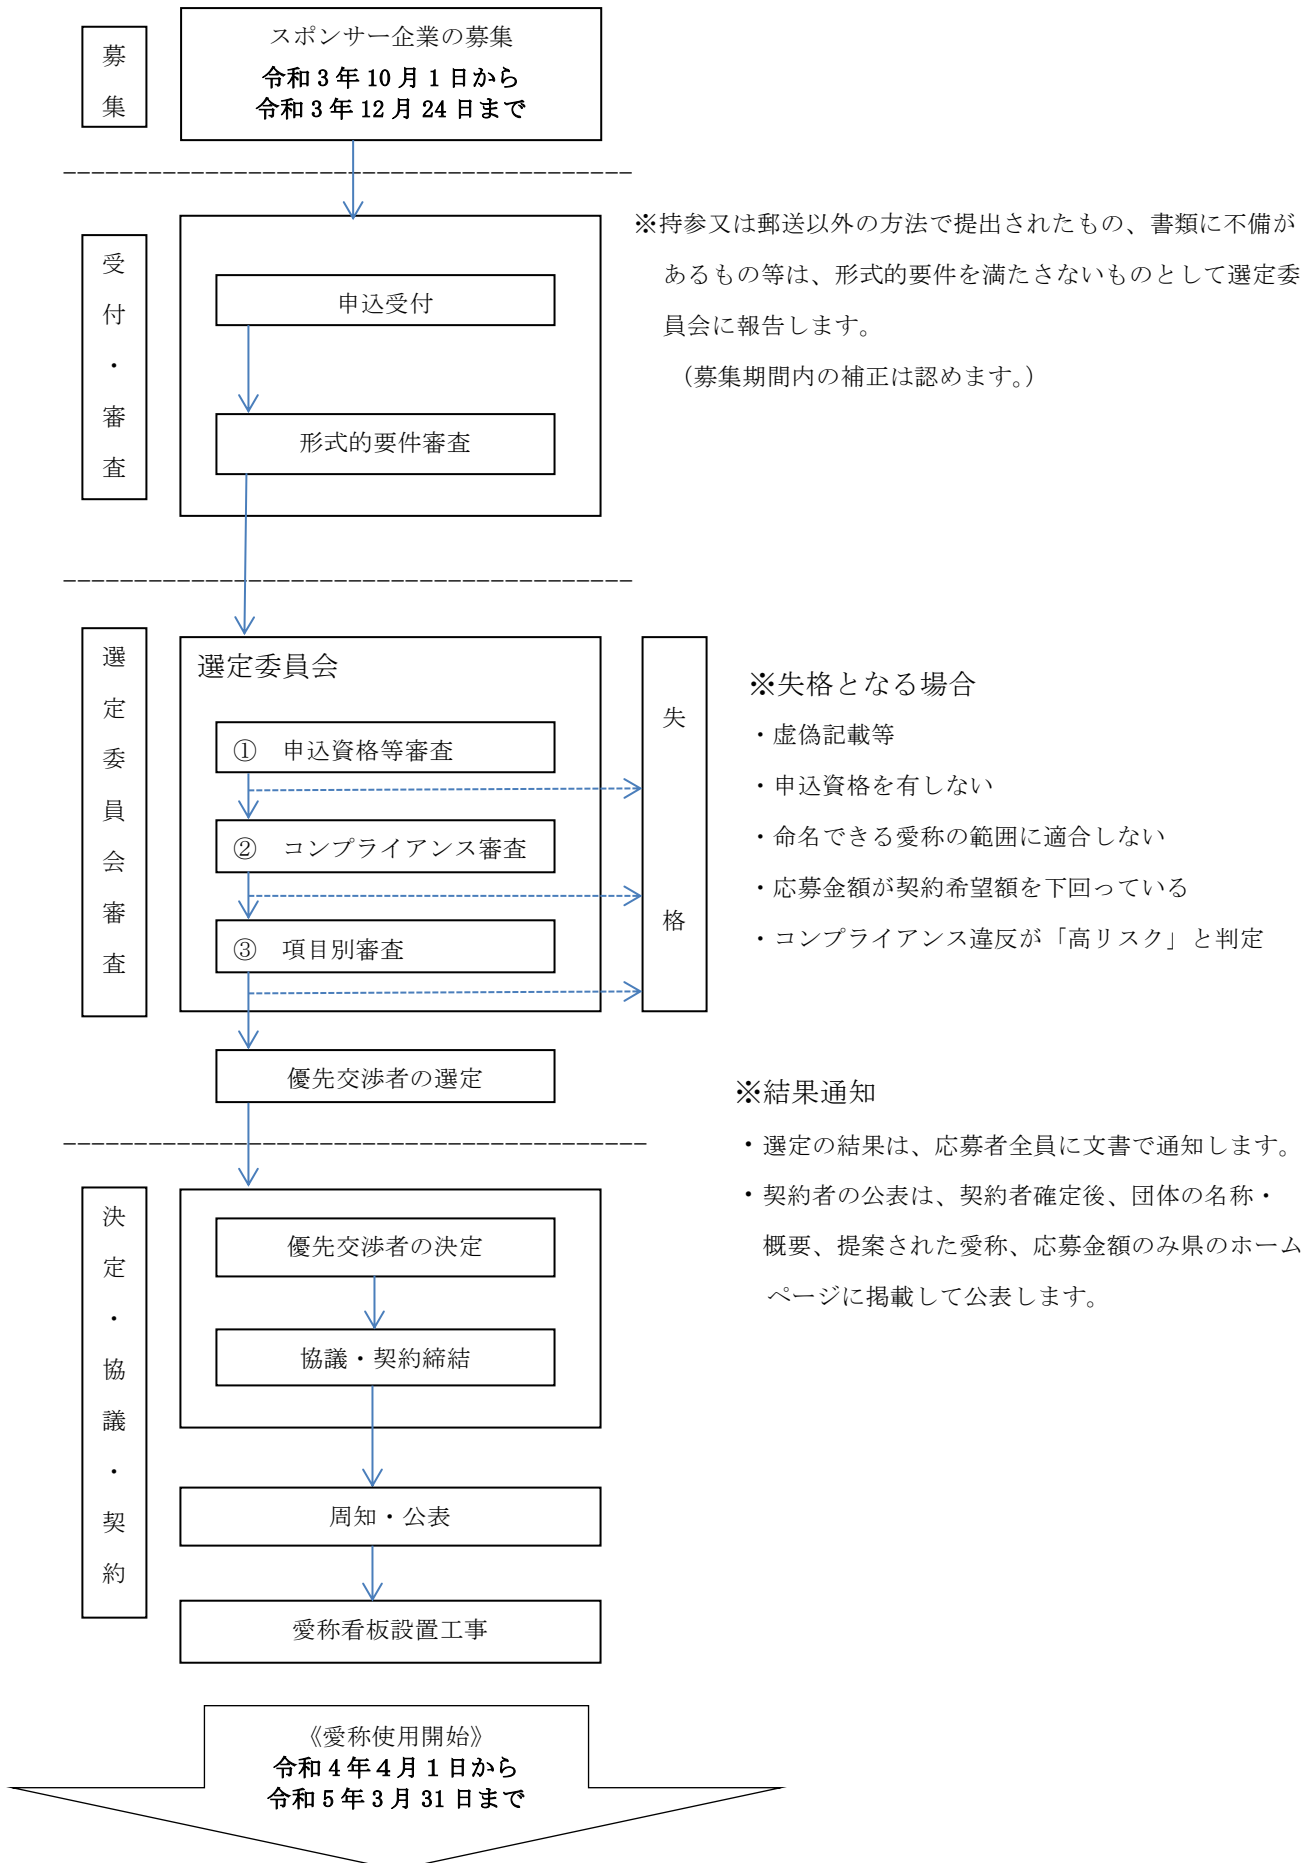 募集
スポンサー企業の募集
令和3年10月1日から
令和3年12月24日まで
受付・審査
申込受付
形式的要件審査
※持参又は郵送以外の方法で提出されたもの、書類に不備が
あるもの等は、形式的要件を満たさないものとして選定委
員会に報告します。
（募集期間内の補正は認めます。）
選定委員会審査
選定委員会
① 申込資格等審査
② コンプライアンス審査
③ 項目別審査
失格
※失格となる場合
・虚偽記載等
・申込資格を有しない
・命名できる愛称の範囲に適合しない
・応募金額が契約希望額を下回っている
・コンプライアンス違反が「高リスク」と判定
優先交渉者の選定
※結果通知
・選定の結果は、応募者全員に文書で通知します。
・契約者の公表は、契約者確定後、団体の名称・
概要、提案された愛称、応募金額のみ県のホーム
ページに掲載して公表します。
決定・協議・契約
優先交渉者の決定
協議・契約締結
周知・公表
愛称看板設置工事
《愛称使用開始》
令和4年4月1日から
令和5年3月31日まで